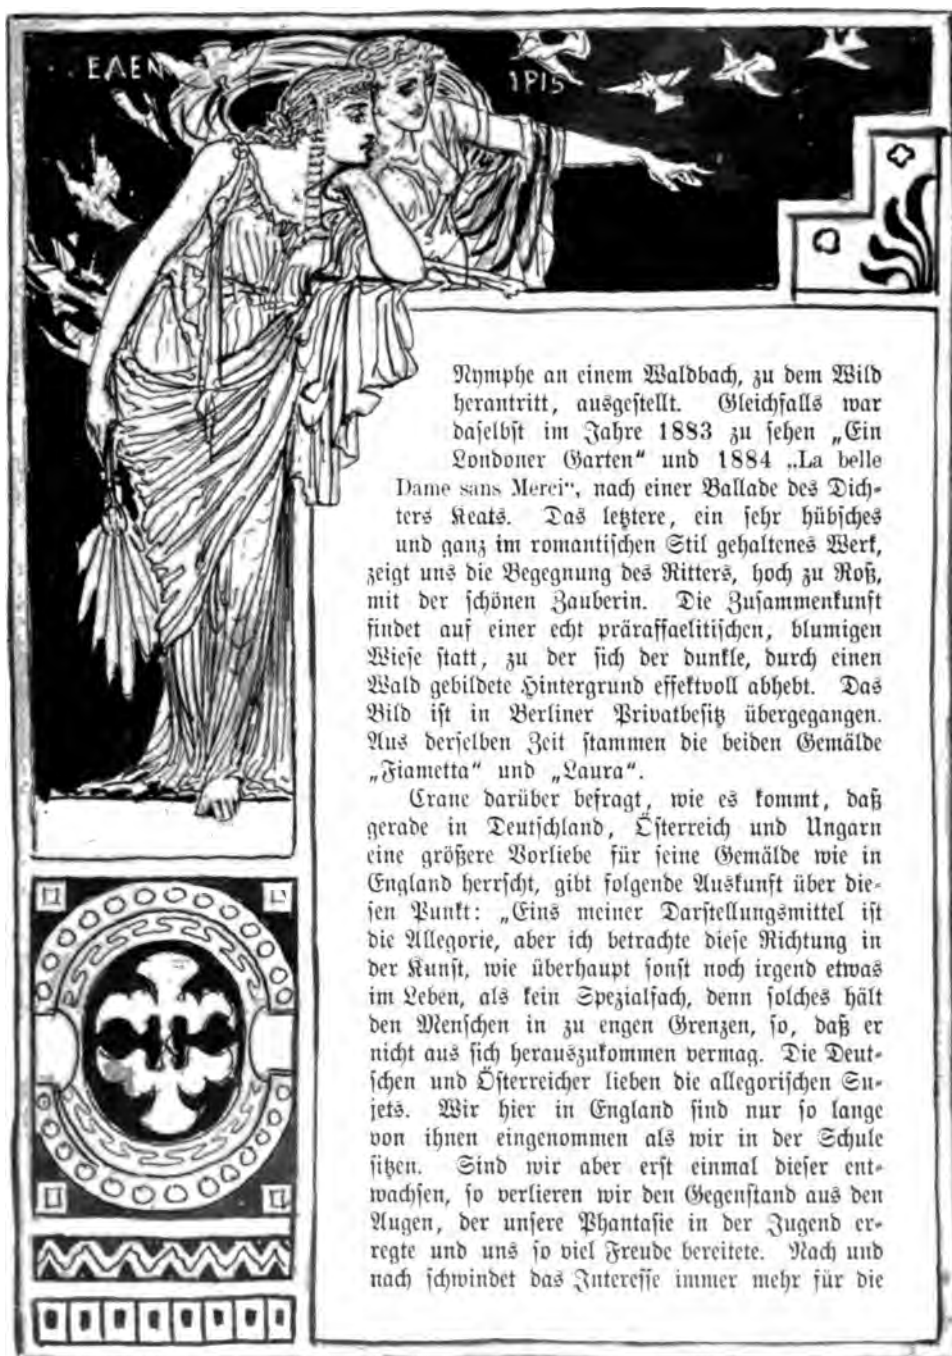 ΕΛΕΝ
ΙΡΙΣ
Nymphe an einem Waldbach, zu dem Wild
herantritt, ausgestellt. Gleichfalls war
daselbst im Jahre 1883 zu sehen „Ein
Londoner Garten“ und 1884 „La belle
Dame sans Merci“, nach einer Ballade des Dich-
ters Keats. Das letztere, ein sehr hübsches
und ganz im romantischen Stil gehaltenes Werk,
zeigt uns die Begegnung des Ritters, hoch zu Roß,
mit der schönen Zauberin. Die Zusammenkunft
findet auf einer echt präraffaelitischen, blumigen
Wiese statt, zu der sich der dunkle, durch einen
Wald gebildete Hintergrund effektvoll abhebt. Das
Bild ist in Berliner Privatbesitz übergegangen.
Aus derselben Zeit stammen die beiden Gemälde
„Fiametta“ und „Laura“.
Crane darüber befragt, wie es kommt, daß
gerade in Deutschland, Österreich und Ungarn
eine größere Vorliebe für seine Gemälde wie in
England herrscht, gibt folgende Auskunft über die-
sen Punkt: „Eins meiner Darstellungsmittel ist
die Allegorie, aber ich betrachte diese Richtung in
der Kunst, wie überhaupt sonst noch irgend etwas
im Leben, als kein Spezialfach, denn solches hält
den Menschen in zu engen Grenzen, so, daß er
nicht aus sich herauszukommen vermag. Die Deut-
schen und Österreicher lieben die allegorischen Su-
jets. Wir hier in England sind nur so lange
von ihnen eingenommen als wir in der Schule
sitzen. Sind wir aber erst einmal dieser ent-
wachsen, so verlieren wir den Gegenstand aus den
Augen, der unsere Phantasie in der Jugend er-
regte und uns so viel Freude bereitete. Nach und
nach schwindet das Interesse immer mehr für die